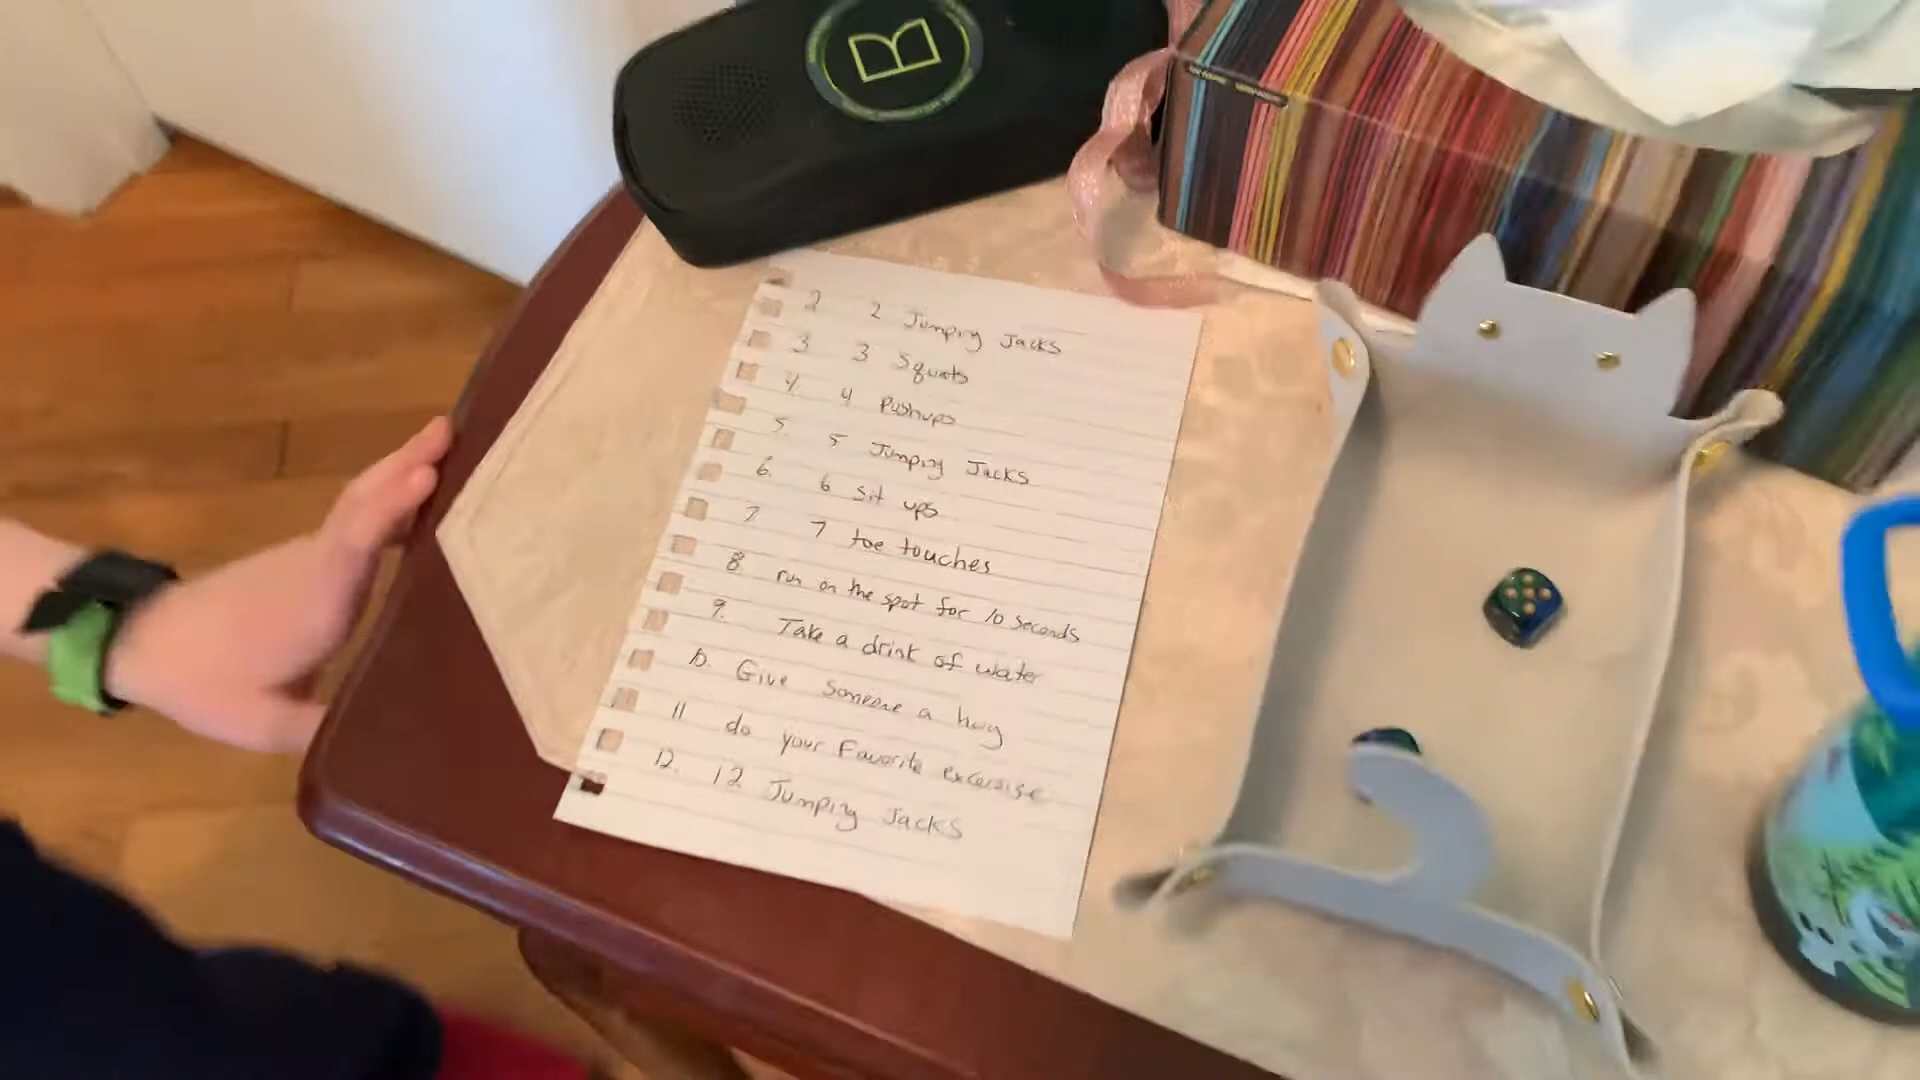 2 2 Jumping Jacks
3 3 Squats
4. 4 Pushups
5 5 Jumping Jacks
6. 6 sit ups
7 7 toe touches
8 run on the spot for 10 seconds
9. Take a drink of water
10. Give someone a hug
11 do your Favorite excersise
12. 12 Jumping Jacks